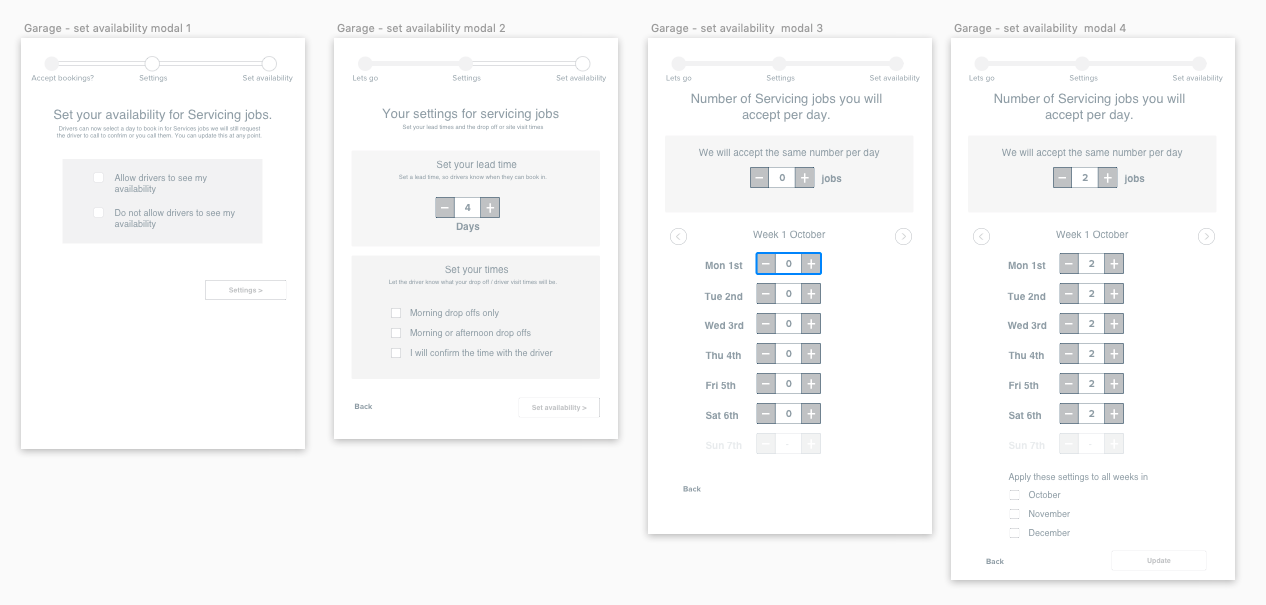 Garage - set availability modal 1
Accept bookings?
Settings
Set availability
Set your availability for Servicing jobs.
Drivers can now select a day to book in for Services jobs we will still request
the driver to call to comfrim or you call them. You can update this at any point.
Allow drivers to see my
availability
Do not allow drivers to see my
availability
Settings >
Garage - set availability modal 2
Lets go
Settings
Set availability
Your settings for servicing jobs
Set your lead times and the drop off or site visit times
Set your lead time
Set a lead time, so drivers know when they can book in.
− 4 +
Days
Set your times
Let the driver know what your drop off / driver visit times will be.
Morning drop offs only
Morning or afternoon drop offs
I will confirm the time with the driver
Back
Set availability >
Garage - set availability modal 3
Lets go
Settings
Set availability
Number of Servicing jobs you will
accept per day.
We will accept the same number per day
− 0 + jobs
< Week 1 October >
Mon 1st − 0 +
Tue 2nd − 0 +
Wed 3rd − 0 +
Thu 4th − 0 +
Fri 5th − 0 +
Sat 6th − 0 +
Sun 7th − - +
Back
Garage - set availability modal 4
Lets go
Settings
Set availability
Number of Servicing jobs you will
accept per day.
We will accept the same number per day
− 2 + jobs
< Week 1 October >
Mon 1st − 2 +
Tue 2nd − 2 +
Wed 3rd − 2 +
Thu 4th − 2 +
Fri 5th − 2 +
Sat 6th − 2 +
Sun 7th − - +
Apply these settings to all weeks in
October
November
December
Back
Update